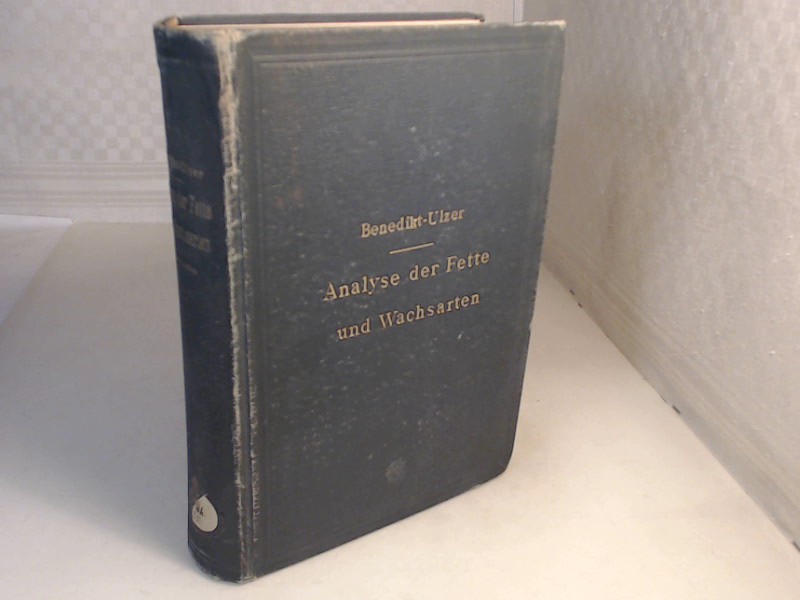 Benedikt-Ulzer
Analyse der Fette
und Wachsarten